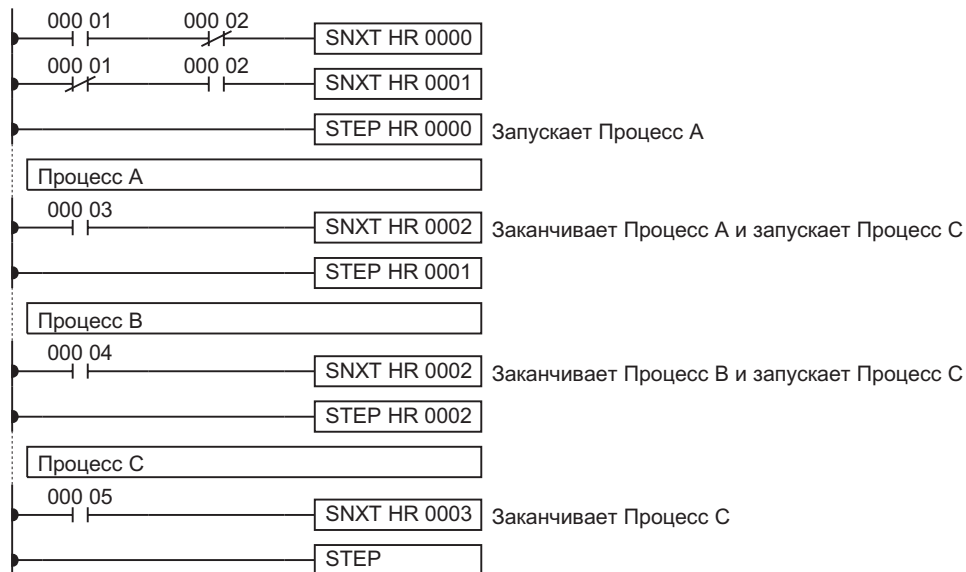 000 01 000 02
SNXT HR 0000
000 01 000 02
SNXT HR 0001
STEP HR 0000 Запускает Процесс А
Процесс А
000 03
SNXT HR 0002 Заканчивает Процесс А и запускает Процесс С
STEP HR 0001
Процесс В
000 04
SNXT HR 0002 Заканчивает Процесс В и запускает Процесс С
STEP HR 0002
Процесс С
000 05
SNXT HR 0003 Заканчивает Процесс С
STEP